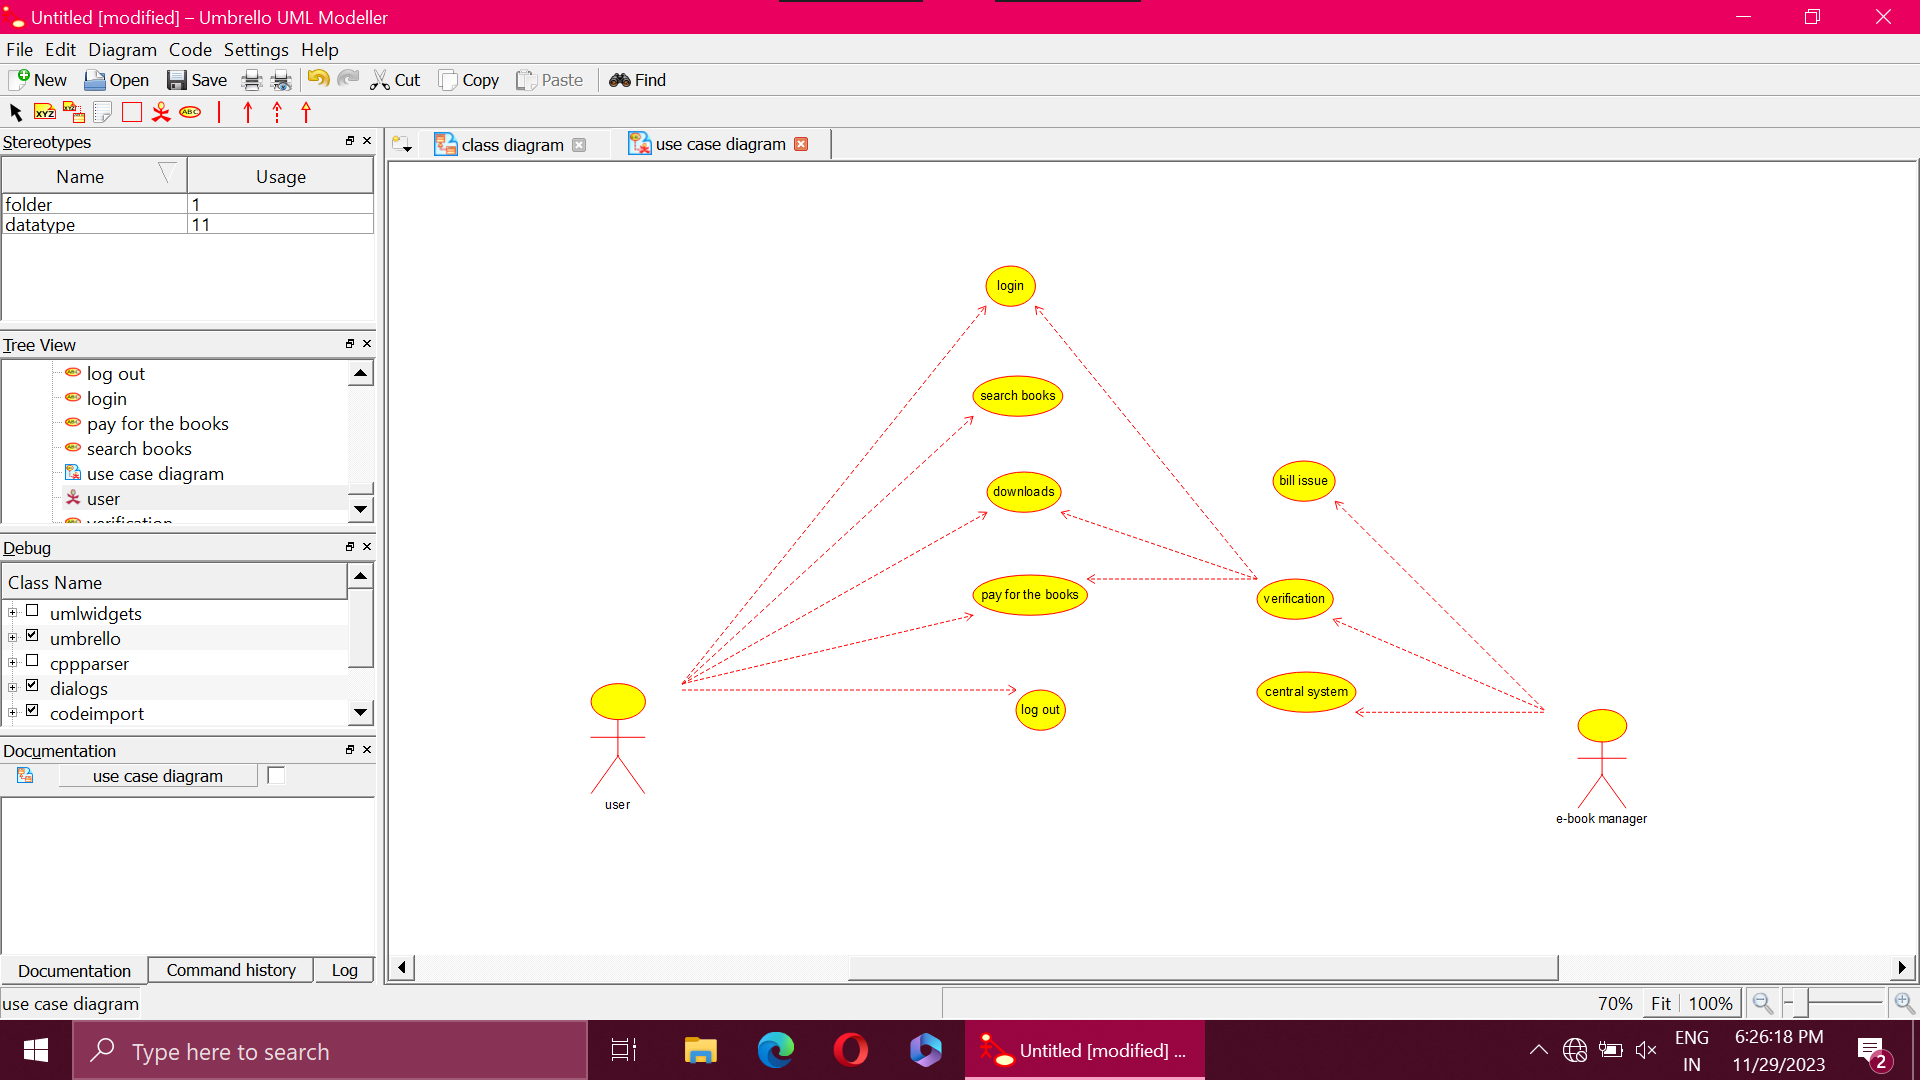 Untitled [modified] – Umbrello UML Modeller
File Edit Diagram Code Settings Help
New Open Save Cut Copy Paste Find
XYZ XYZ ABC
Stereotypes
class diagram use case diagram
Name Usage
folder 1
datatype 11
Tree View
log out
login
pay for the books
search books
use case diagram
user
verification
Debug
Class Name
umlwidgets
umbrello
cppparser
dialogs
codeimport
Documentation
use case diagram
Documentation Command history Log
login
search books
downloads
bill issue
pay for the books
verification
central system
log out
user
e-book manager
use case diagram
70% Fit 100%
Type here to search
Untitled [modified] ...
ENG
IN
6:26:18 PM
11/29/2023
2